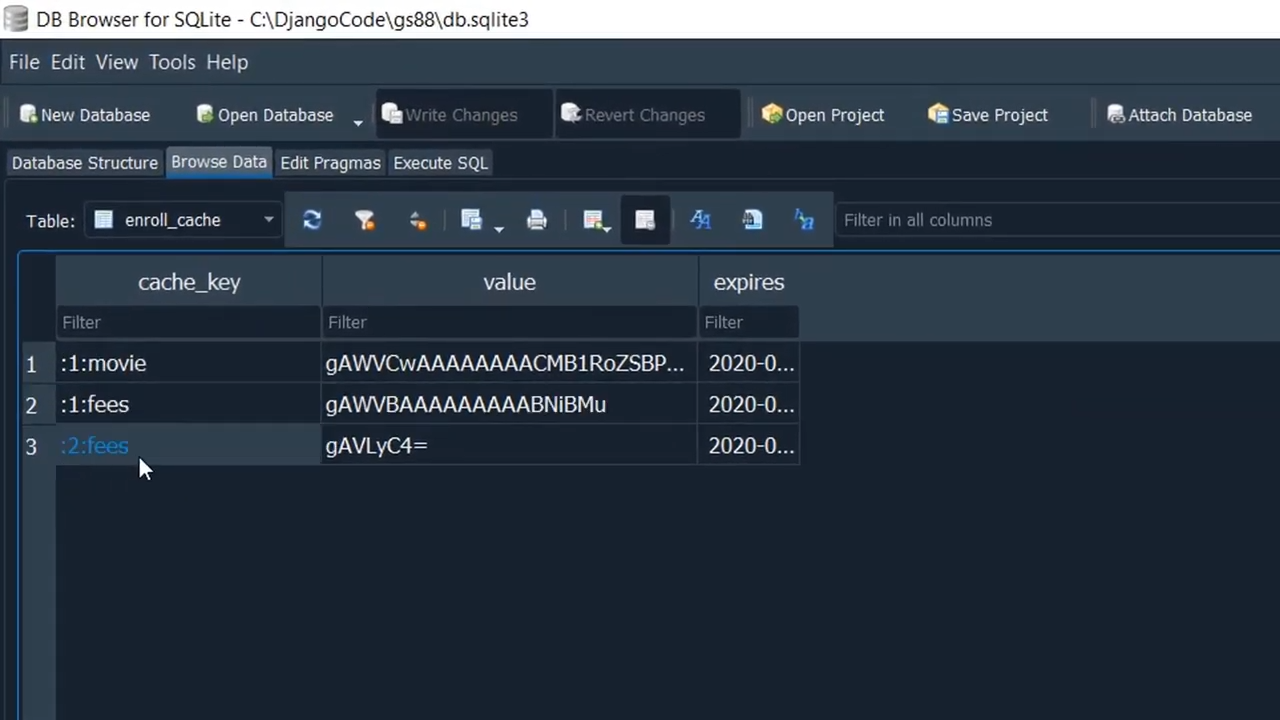 DB Browser for SQLite - C:\DjangoCode\gs88\db.sqlite3
File Edit View Tools Help
New Database Open Database Write Changes Revert Changes Open Project Save Project Attach Database
Database Structure Browse Data Edit Pragmas Execute SQL
Table: enroll_cache Filter in all columns
cache_key value expires
Filter Filter Filter
1 :1:movie gAWVCwAAAAAAAACMB1RoZSBP... 2020-0...
2 :1:fees gAWVBAAAAAAAAABNiBMu 2020-0...
3 :2:fees gAVLyC4= 2020-0...